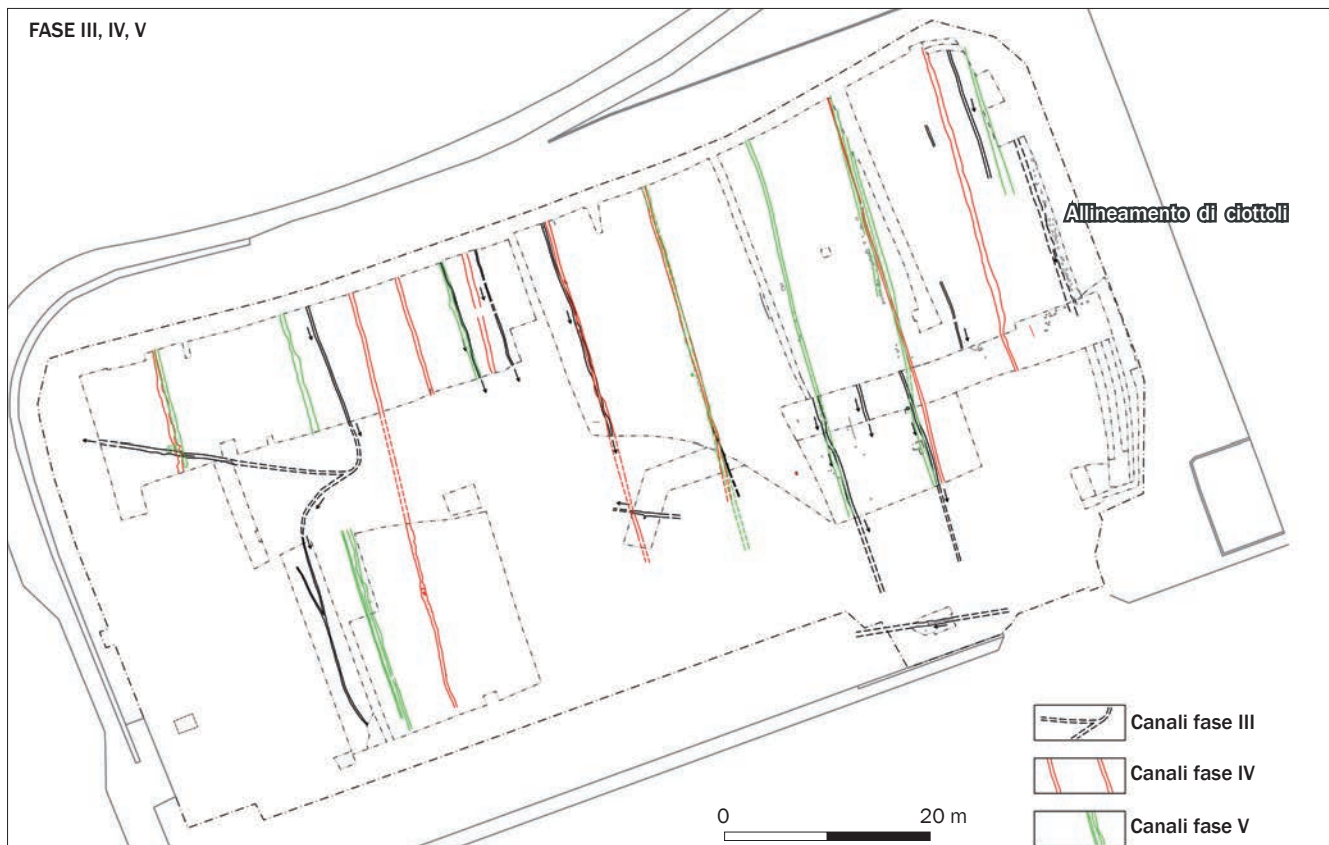 FASE III, IV, V
Allineamento di ciottoli
Canali fase III
Canali fase IV
Canali fase V
0 20 m